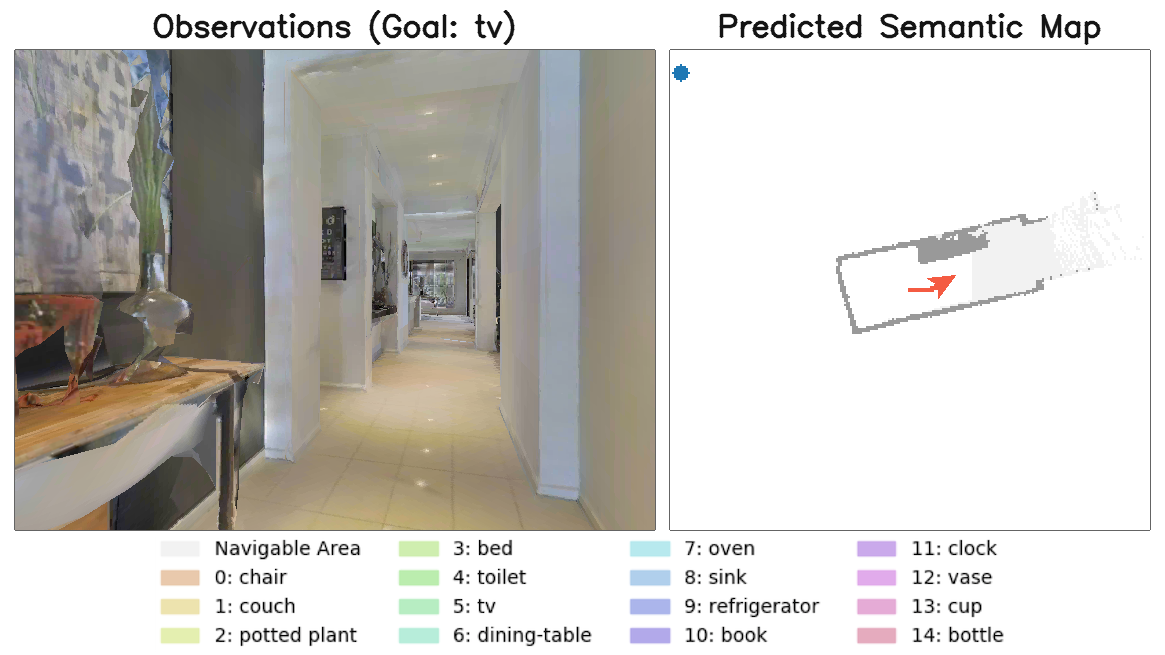 Observations (Goal: tv)
Predicted Semantic Map
Navigable Area
0: chair
1: couch
2: potted plant
3: bed
4: toilet
5: tv
6: dining-table
7: oven
8: sink
9: refrigerator
10: book
11: clock
12: vase
13: cup
14: bottle